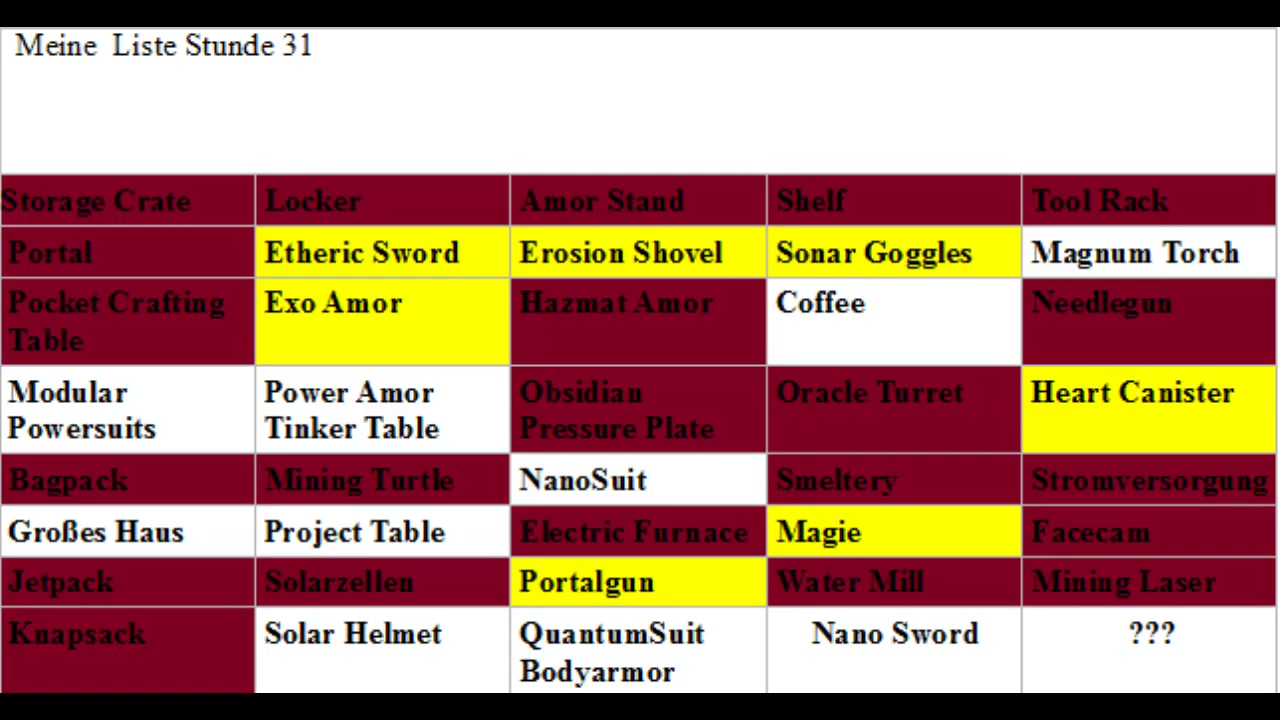 Meine Liste Stunde 31
Storage Crate Locker Amor Stand Shelf Tool Rack
Portal Etheric Sword Erosion Shovel Sonar Goggles Magnum Torch
Pocket Crafting Exo Amor Hazmat Amor Coffee Needlegun
Table
Modular Power Amor Obsidian Oracle Turret Heart Canister
Powersuits Tinker Table Pressure Plate
Bagpack Mining Turtle NanoSuit Smeltery Stromversorgung
Großes Haus Project Table Electric Furnace Magie Facecam
Jetpack Solarzellen Portalgun Water Mill Mining Laser
Knapsack Solar Helmet QuantumSuit Nano Sword ???
Bodyarmor